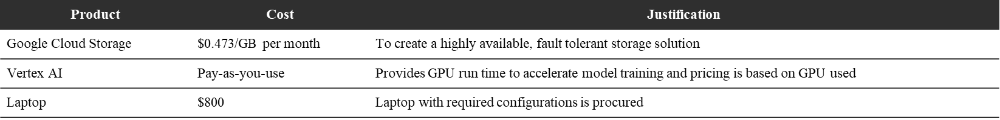 Product Cost Justification
Google Cloud Storage $0.473/GB per month To create a highly available, fault tolerant storage solution
Vertex AI Pay-as-you-use Provides GPU run time to accelerate model training and pricing is based on GPU used
Laptop $800 Laptop with required configurations is procured